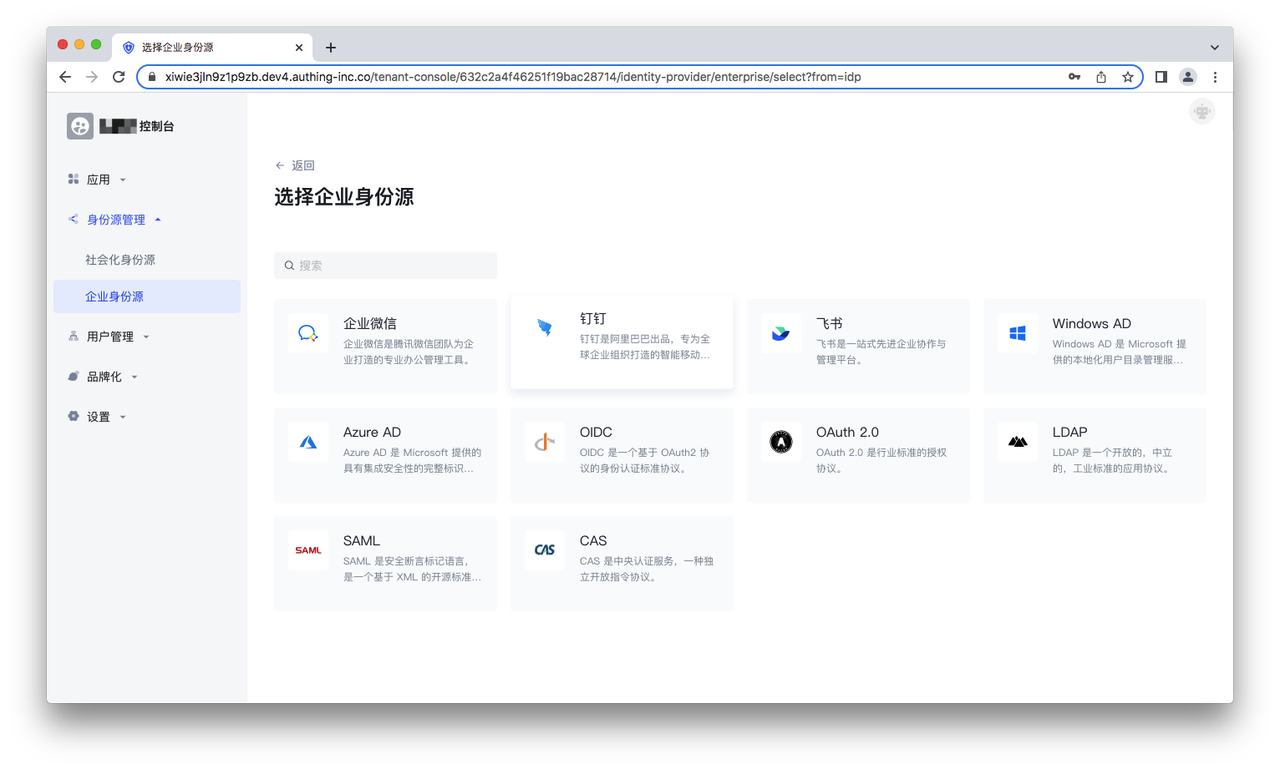 选择企业身份源
xiwie3jln9z1p9zb.dev4.authing-inc.co/tenant-console/632c2a4f46251f19bac28714/identity-provider/enterprise/select?from=idp
控制台
应用
身份源管理
社会化身份源
企业身份源
用户管理
品牌化
设置
返回
选择企业身份源
搜索
企业微信
企业微信是腾讯微信团队为企
业打造的专业办公管理工具。
钉钉
钉钉是阿里巴巴出品，专为全
球企业组织打造的智能移动...
飞书
飞书是一站式先进企业协作与
管理平台。
Windows AD
Windows AD 是 Microsoft 提
供的本地化用户目录管理服...
Azure AD
Azure AD 是 Microsoft 提供的
具有集成安全性的完整标识...
OIDC
OIDC 是一个基于 OAuth2 协
议的身份认证标准协议。
OAuth 2.0
OAuth 2.0 是行业标准的授权
协议。
LDAP
LDAP 是一个开放的，中立
的，工业标准的应用协议。
SAML
SAML
SAML 是安全断言标记语言，
是一个基于 XML 的开源标准...
CAS
CAS
CAS 是中央认证服务，一种独
立开放指令协议。